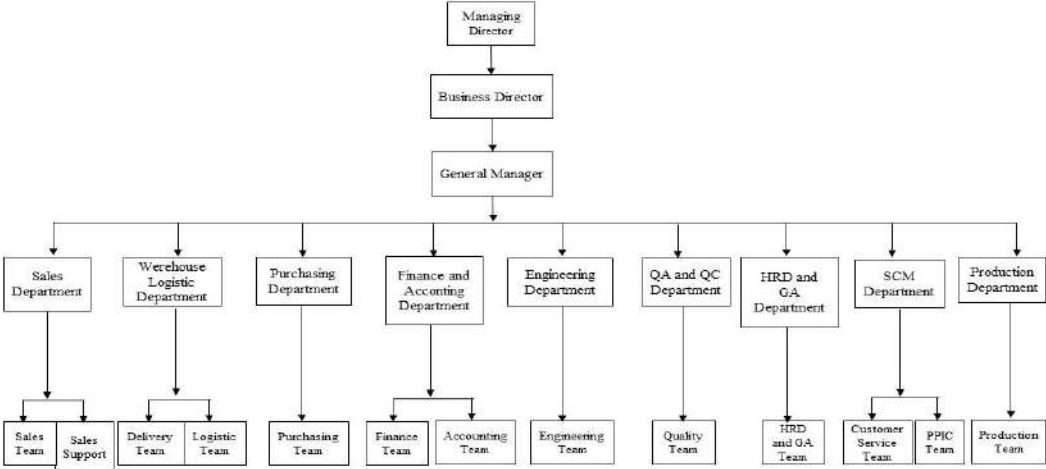 Managing
Director
Business Director
General Manager
Sales
Department
Werehouse
Logistic
Department
Purchasing
Department
Finance and
Acconting
Department
Engineering
Department
QA and QC
Department
HRD and
GA
Department
SCM
Department
Production
Department
Sales
Team
Sales
Support
Delivery
Team
Logistic
Team
Purchasing
Team
Finance
Team
Accounting
Team
Engineering
Team
Quality
Team
HRD
and GA
Team
Customer
Service
Team
PPIC
Team
Production
Team